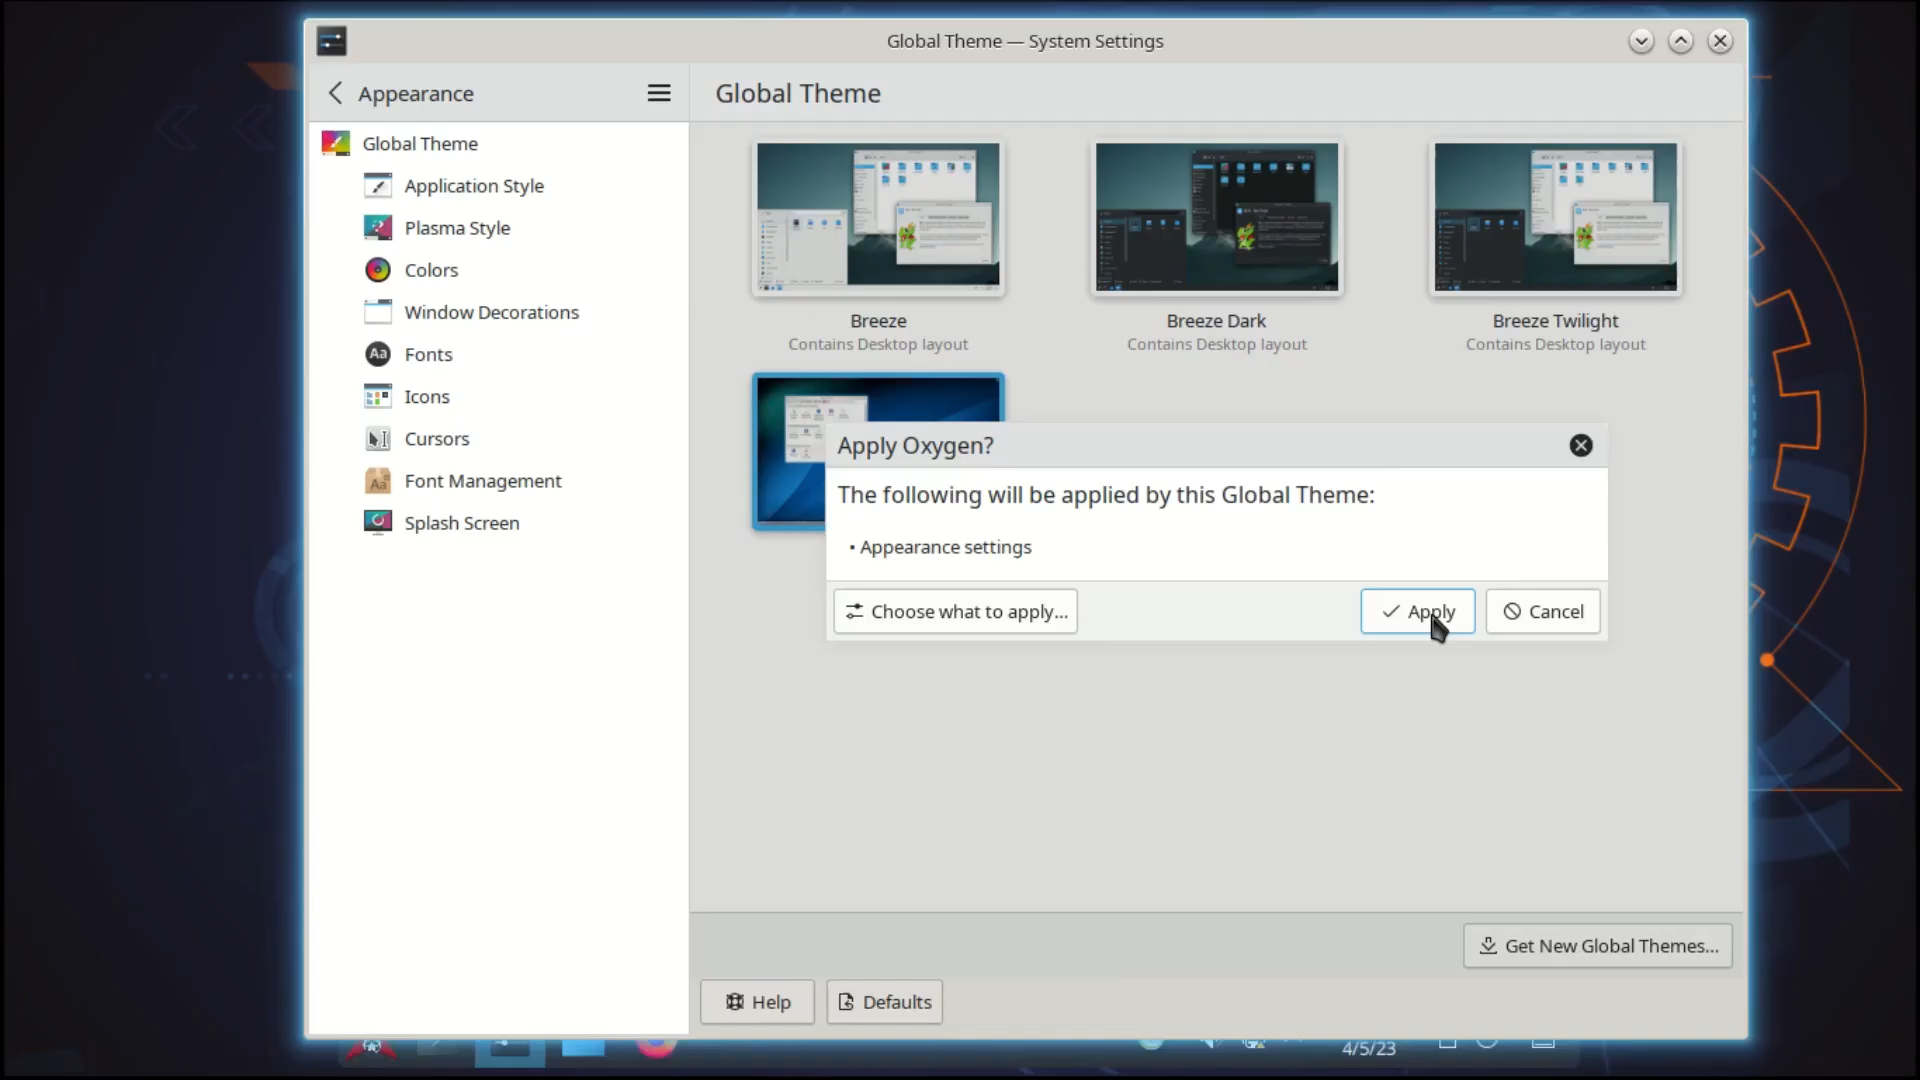 Global Theme — System Settings
Appearance
Global Theme
Application Style
Plasma Style
Colors
Window Decorations
Aa Fonts
Icons
Cursors
Aa Font Management
Splash Screen
Global Theme
Breeze
Contains Desktop layout
Breeze Dark
Contains Desktop layout
Breeze Twilight
Contains Desktop layout
Apply Oxygen?
The following will be applied by this Global Theme:
• Appearance settings
Choose what to apply...
Apply
Cancel
Get New Global Themes...
Help
Defaults
4/5/23